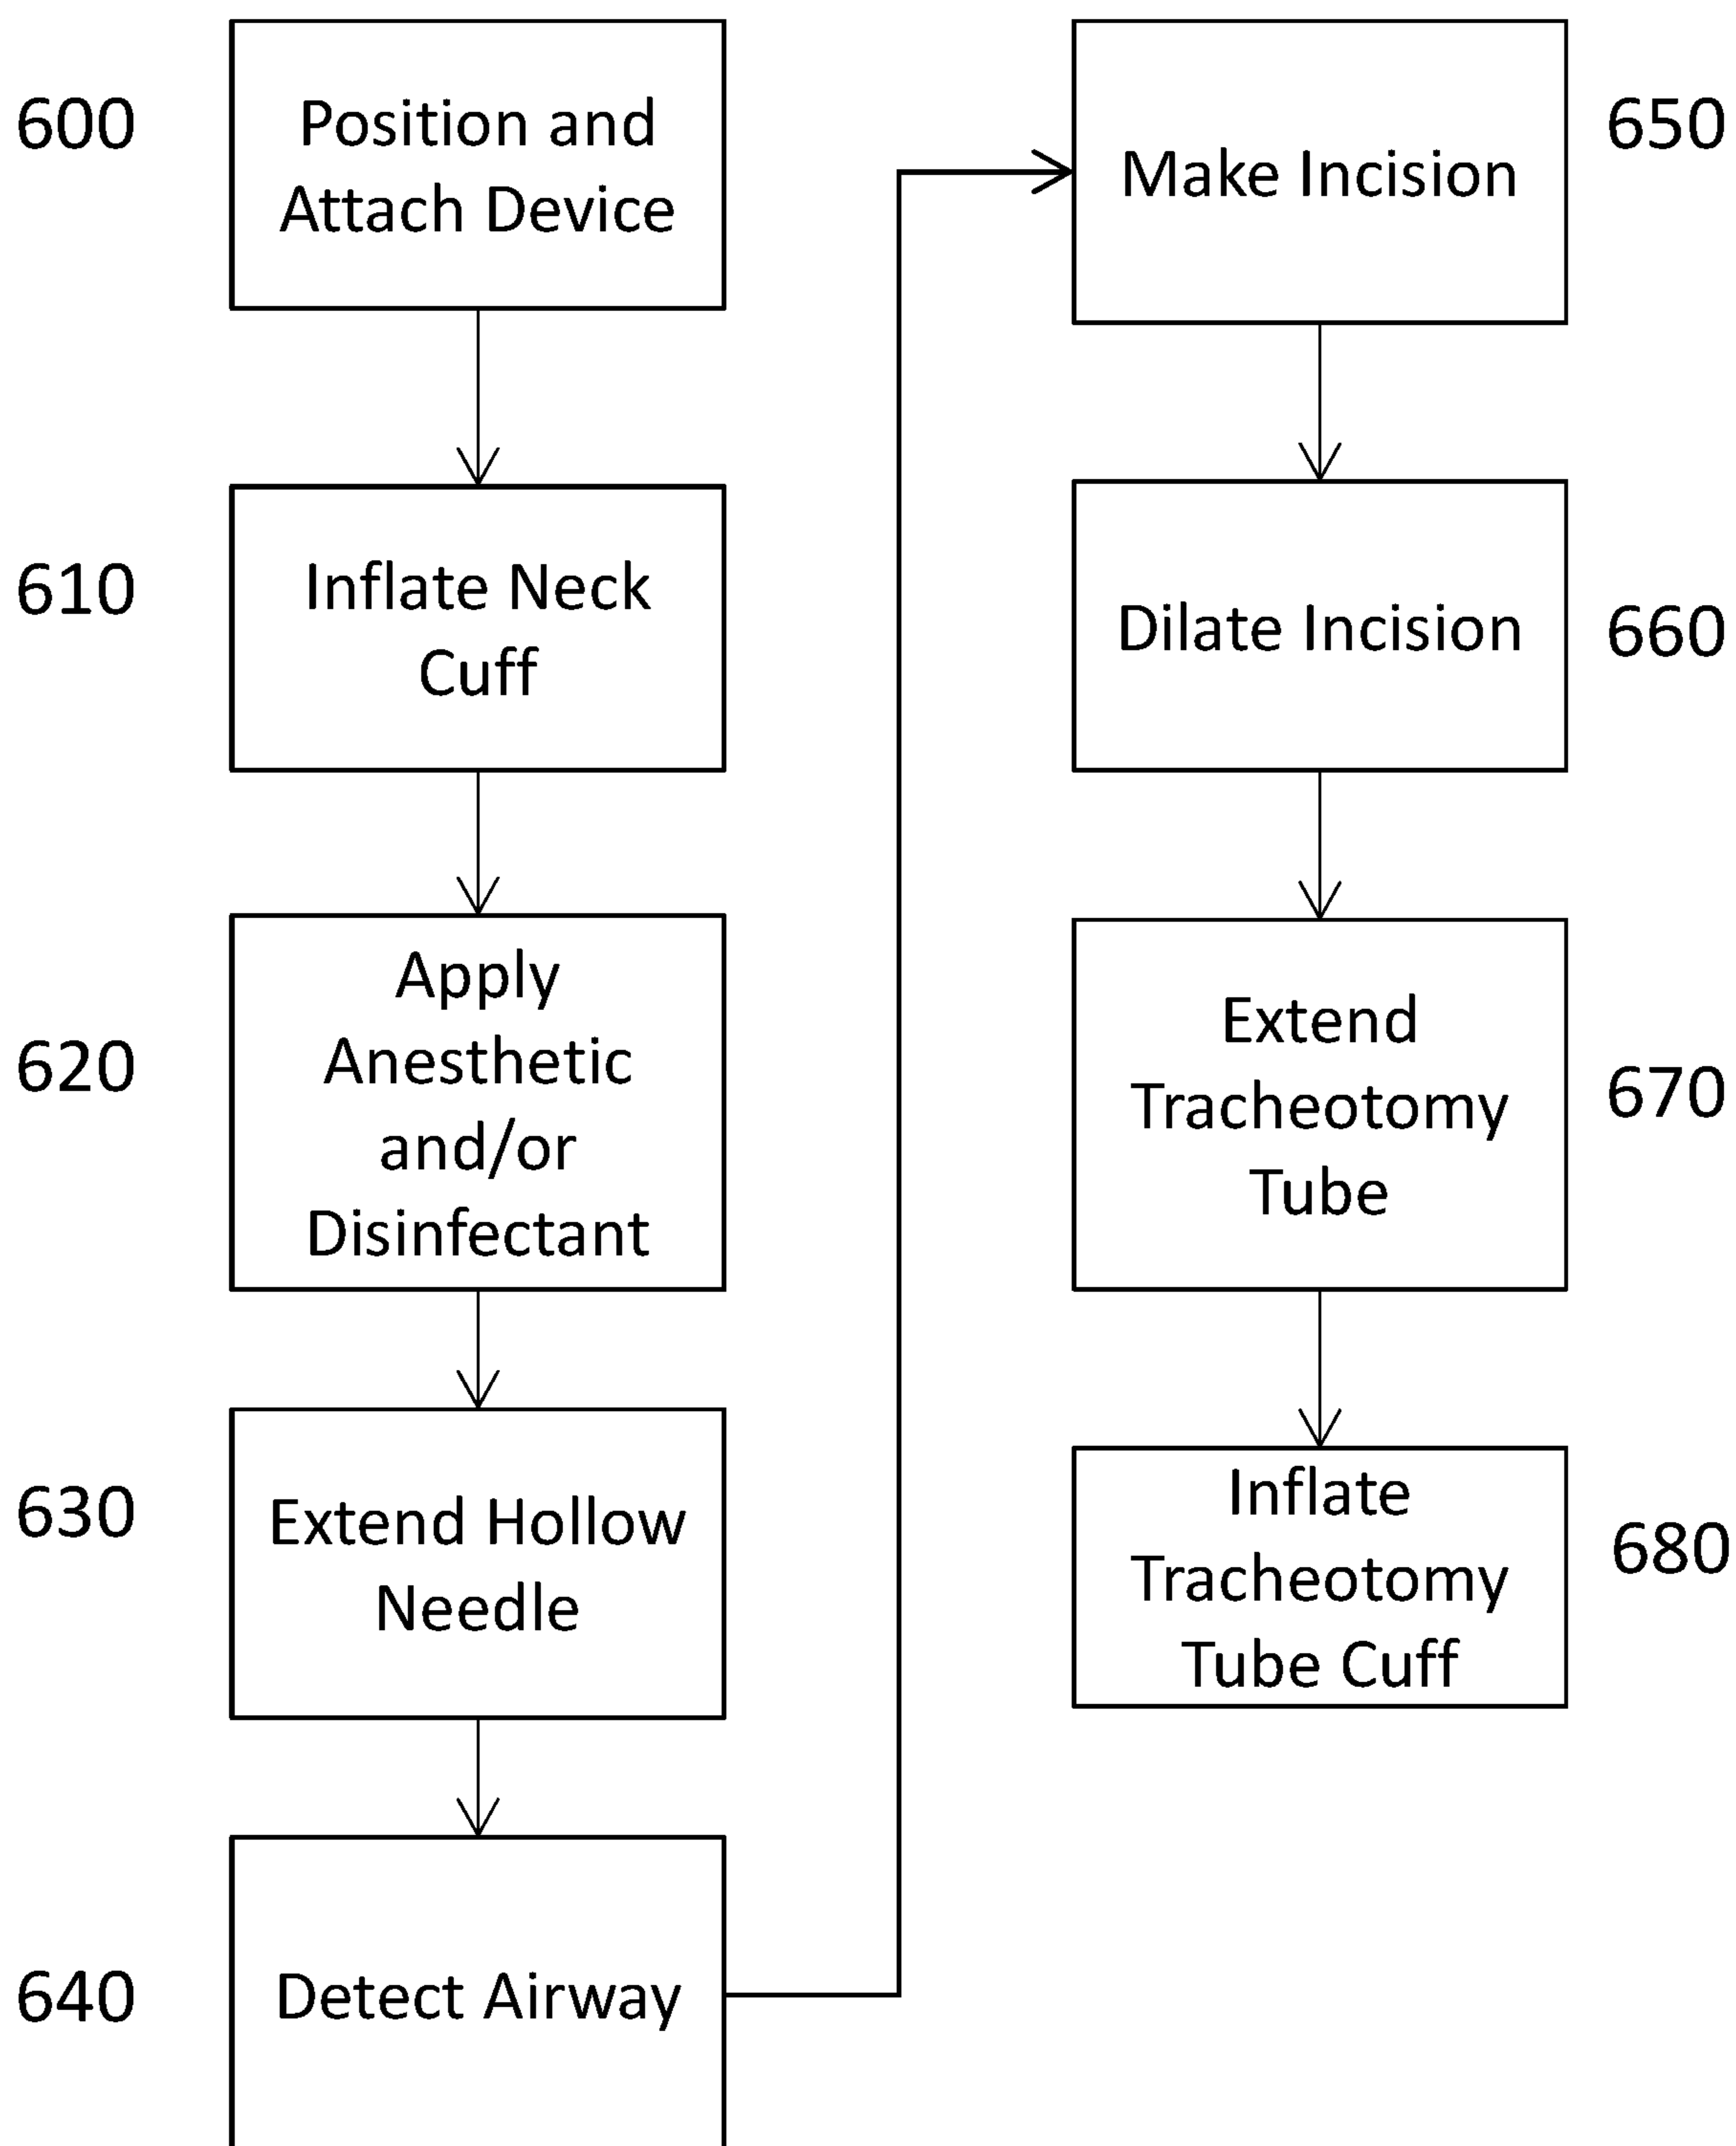 600
Position and
Attach Device
610
Inflate Neck
Cuff
620
Apply
Anesthetic
and/or
Disinfectant
630
Extend Hollow
Needle
640
Detect Airway
650
Make Incision
660
Dilate Incision
670
Extend
Tracheotomy
Tube
680
Inflate
Tracheotomy
Tube Cuff